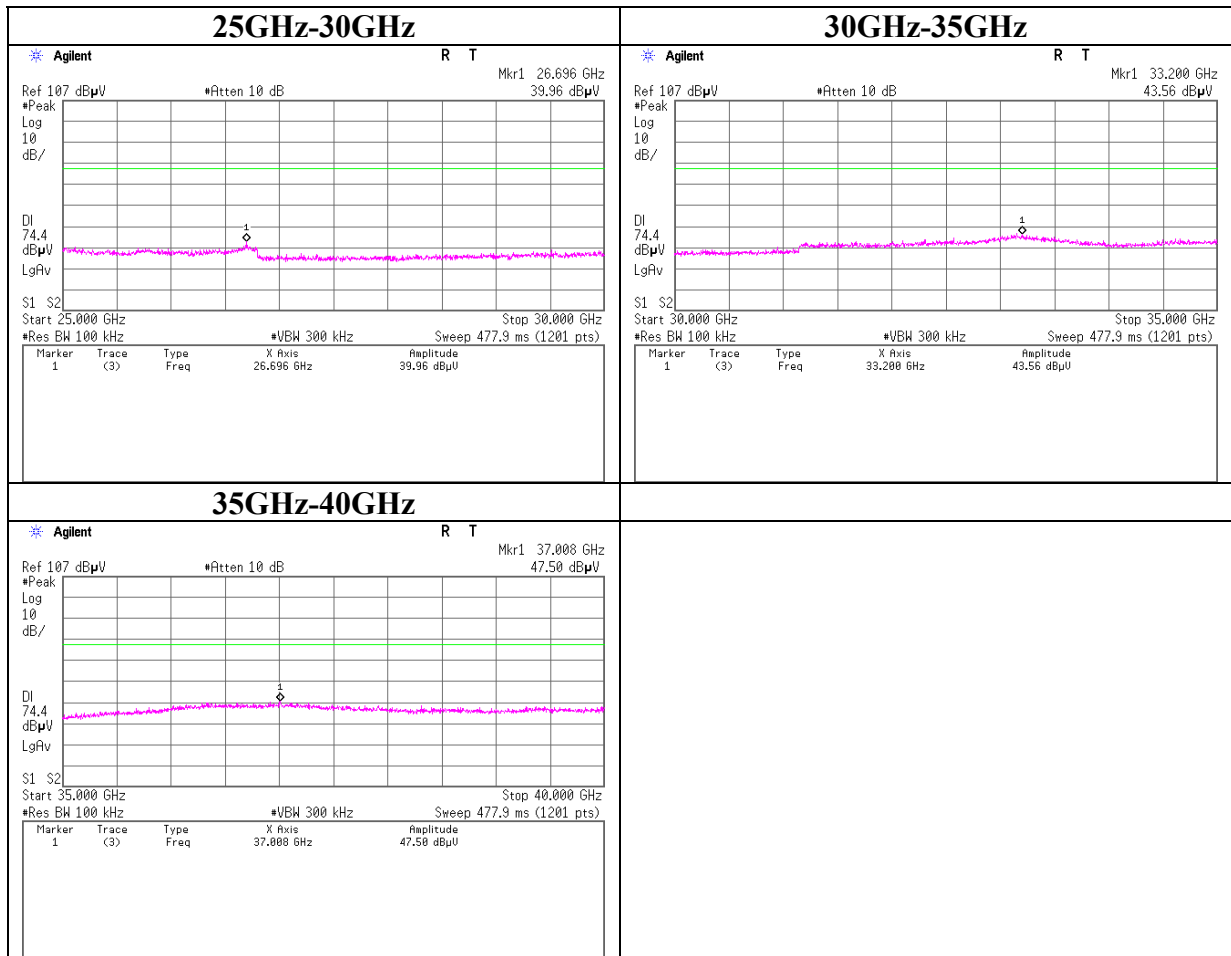 25GHz-30GHz
Agilent R T
Mkr1 26.696 GHz
Ref 107 dBµV #Atten 10 dB 39.96 dBµV
#Peak
Log
10
dB/
1
DI
74.4
dBµV
LgAv
S1 S2
Start 25.000 GHz Stop 30.000 GHz
#Res BW 100 kHz #VBW 300 kHz Sweep 477.9 ms (1201 pts)
Marker Trace Type X Axis Amplitude
1 (3) Freq 26.696 GHz 39.96 dBµV
30GHz-35GHz
Agilent R T
Mkr1 33.200 GHz
Ref 107 dBµV #Atten 10 dB 43.56 dBµV
#Peak
Log
10
dB/
1
DI
74.4
dBµV
LgAv
S1 S2
Start 30.000 GHz Stop 35.000 GHz
#Res BW 100 kHz #VBW 300 kHz Sweep 477.9 ms (1201 pts)
Marker Trace Type X Axis Amplitude
1 (3) Freq 33.200 GHz 43.56 dBµV
35GHz-40GHz
Agilent R T
Mkr1 37.008 GHz
Ref 107 dBµV #Atten 10 dB 47.50 dBµV
#Peak
Log
10
dB/
1
DI
74.4
dBµV
LgAv
S1 S2
Start 35.000 GHz Stop 40.000 GHz
#Res BW 100 kHz #VBW 300 kHz Sweep 477.9 ms (1201 pts)
Marker Trace Type X Axis Amplitude
1 (3) Freq 37.008 GHz 47.50 dBµV